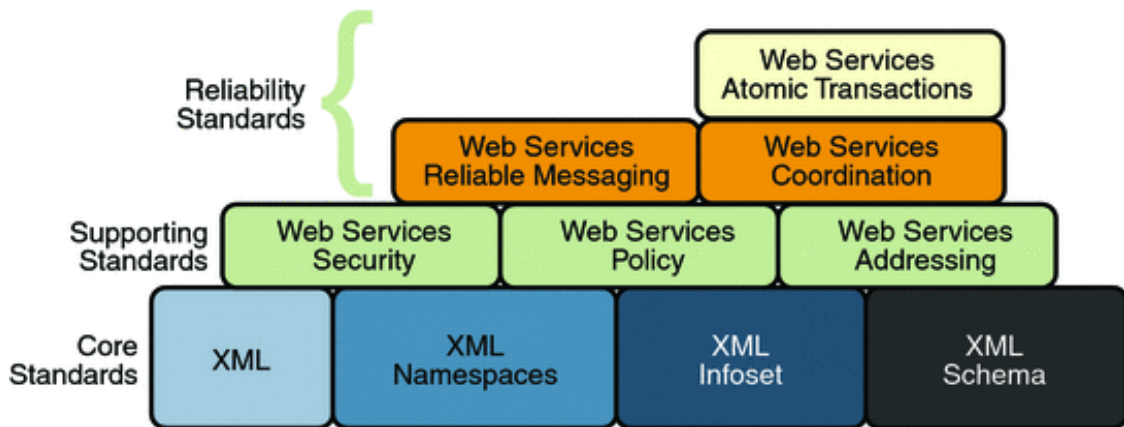 Web Services
Atomic Transactions
Reliability
Standards
Web Services
Reliable Messaging
Web Services
Coordination
Supporting
Standards
Web Services
Security
Web Services
Policy
Web Services
Addressing
Core
Standards
XML
XML
Namespaces
XML
Infoset
XML
Schema